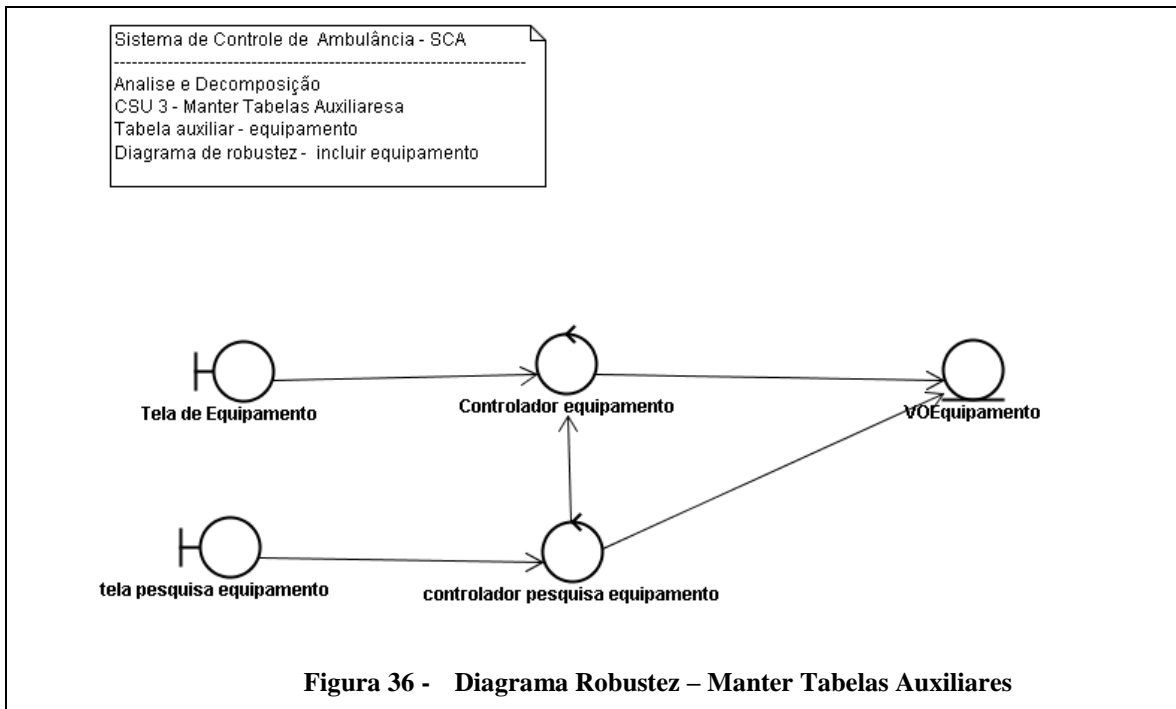 Sistema de Controle de Ambulância - SCA
--------------------------------------------------------------------
Analise e Decomposição
CSU 3 - Manter Tabelas Auxiliaresa
Tabela auxiliar - equipamento
Diagrama de robustez - incluir equipamento
Tela de Equipamento
Controlador equipamento
VOEquipamento
tela pesquisa equipamento
controlador pesquisa equipamento
Figura 36 - Diagrama Robustez – Manter Tabelas Auxiliares